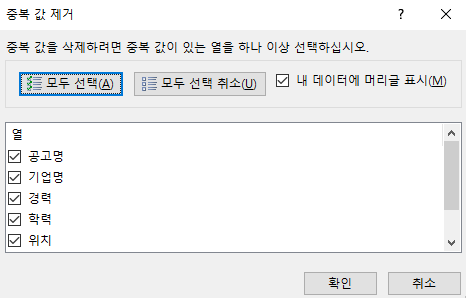 중복 값 제거
중복 값을 삭제하려면 중복 값이 있는 열을 하나 이상 선택하십시오.
모두 선택(A) 모두 선택 취소(U) 내 데이터에 머리글 표시(M)
열
공고명
기업명
경력
학력
위치
확인 취소